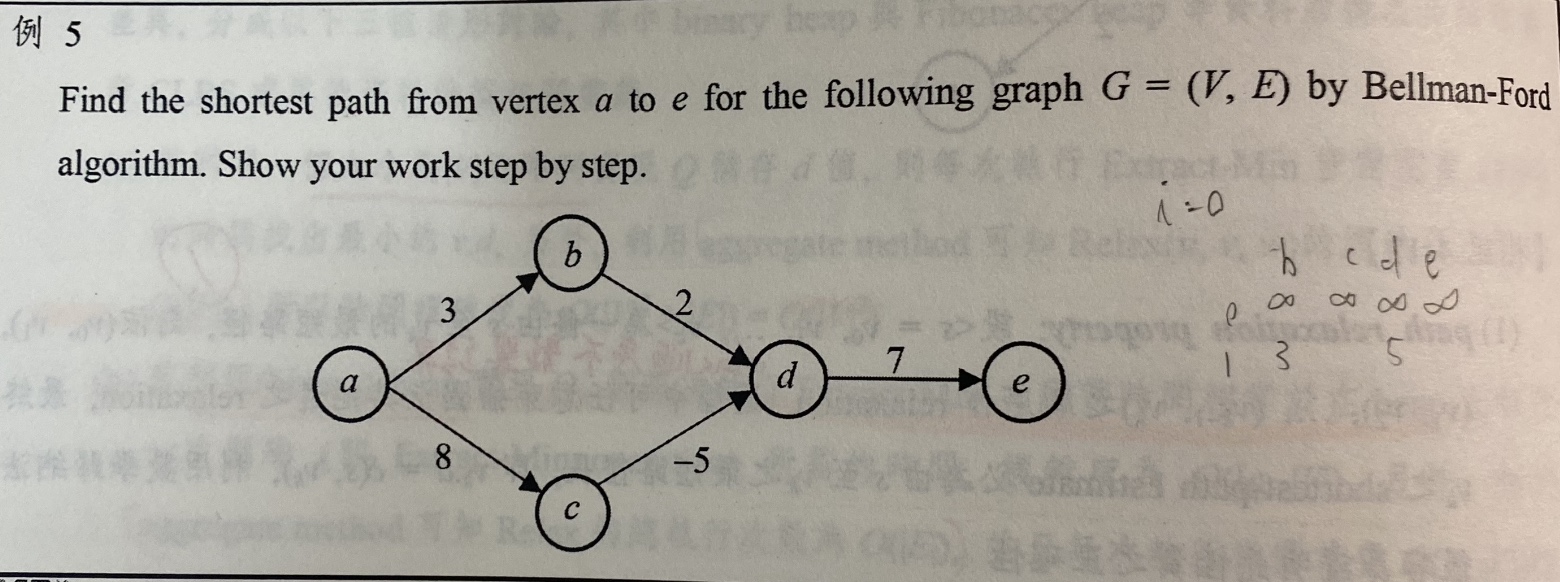 例 5
Find the shortest path from vertex a to e for the following graph G = (V, E) by Bellman-Ford
algorithm. Show your work step by step.
i=0
b c d e
0 ∞ ∞ ∞ ∞
1 3 5
b
3 2
a d 7 e
8 -5
c